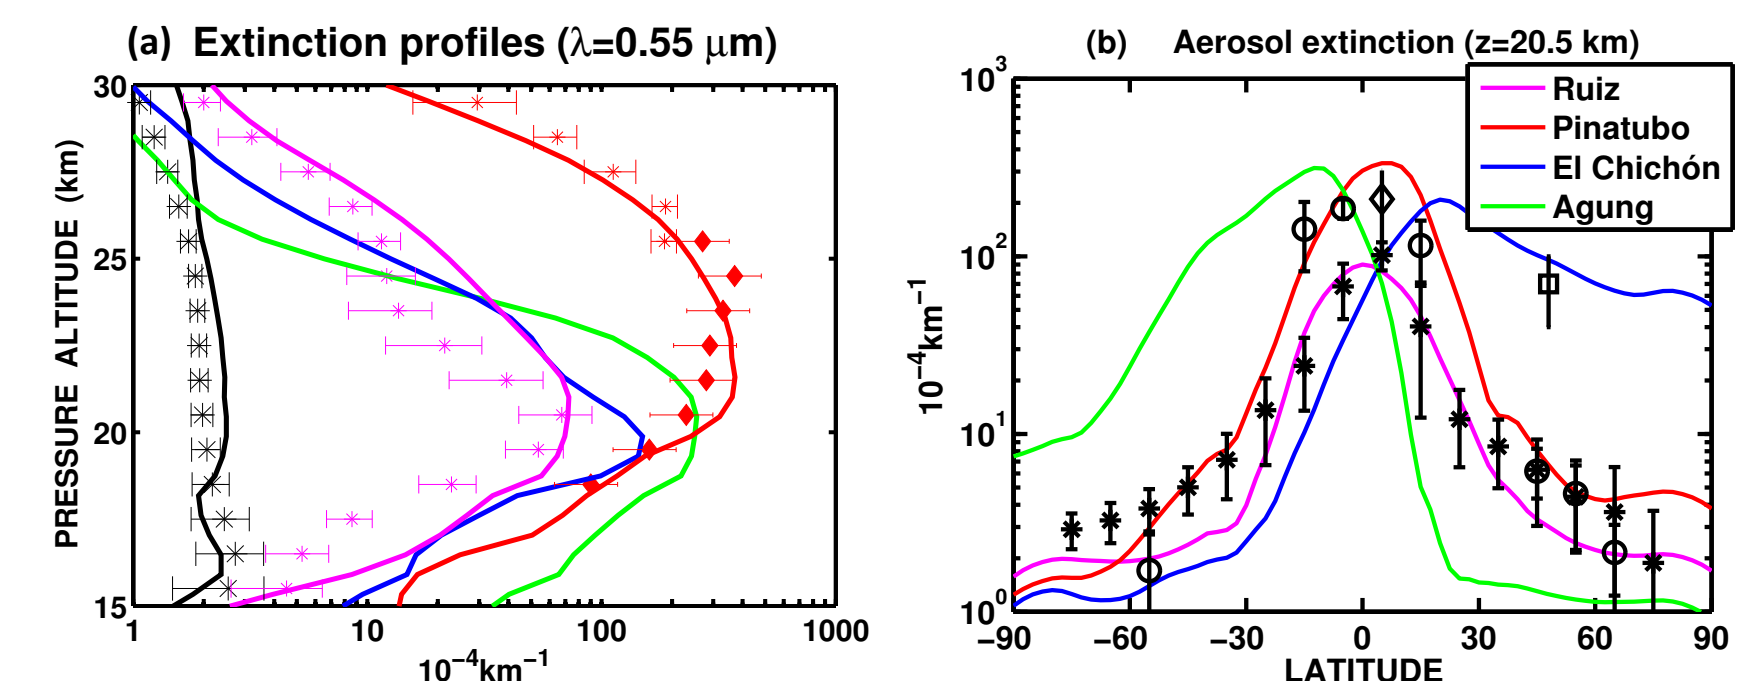 (a) Extinction profiles (λ=0.55 μm)
30
25
20
15
PRESSURE ALTITUDE (km)
1 10 100 1000
10⁻⁴km⁻¹
(b) Aerosol extinction (z=20.5 km)
Ruiz
Pinatubo
El Chichón
Agung
10³
10²
10¹
10⁰
10⁻⁴km⁻¹
−90 −60 −30 0 30 60 90
LATITUDE